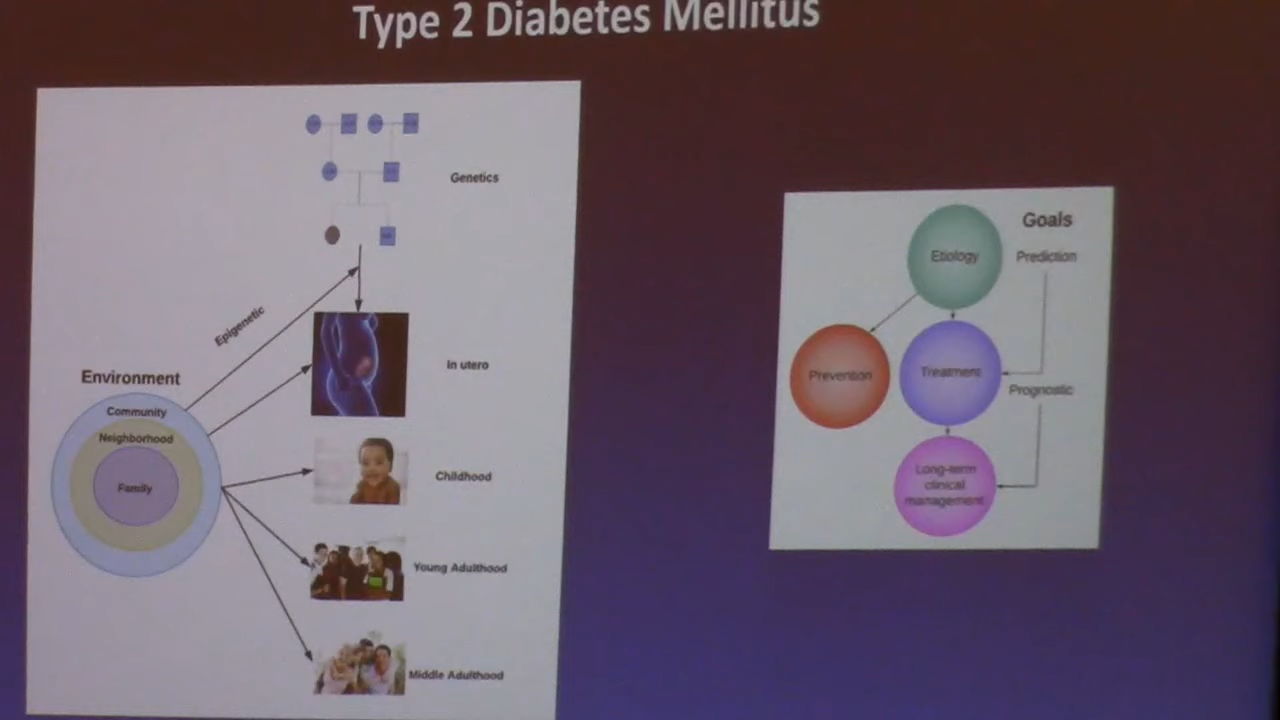 Type 2 Diabetes Mellitus
Genetics
Epigenetic
In utero
Environment
Community
Neighborhood
Family
Childhood
Young Adulthood
Middle Adulthood
Goals
Etiology
Prediction
Prevention
Treatment
Prognostic
Long-term
clinical
management